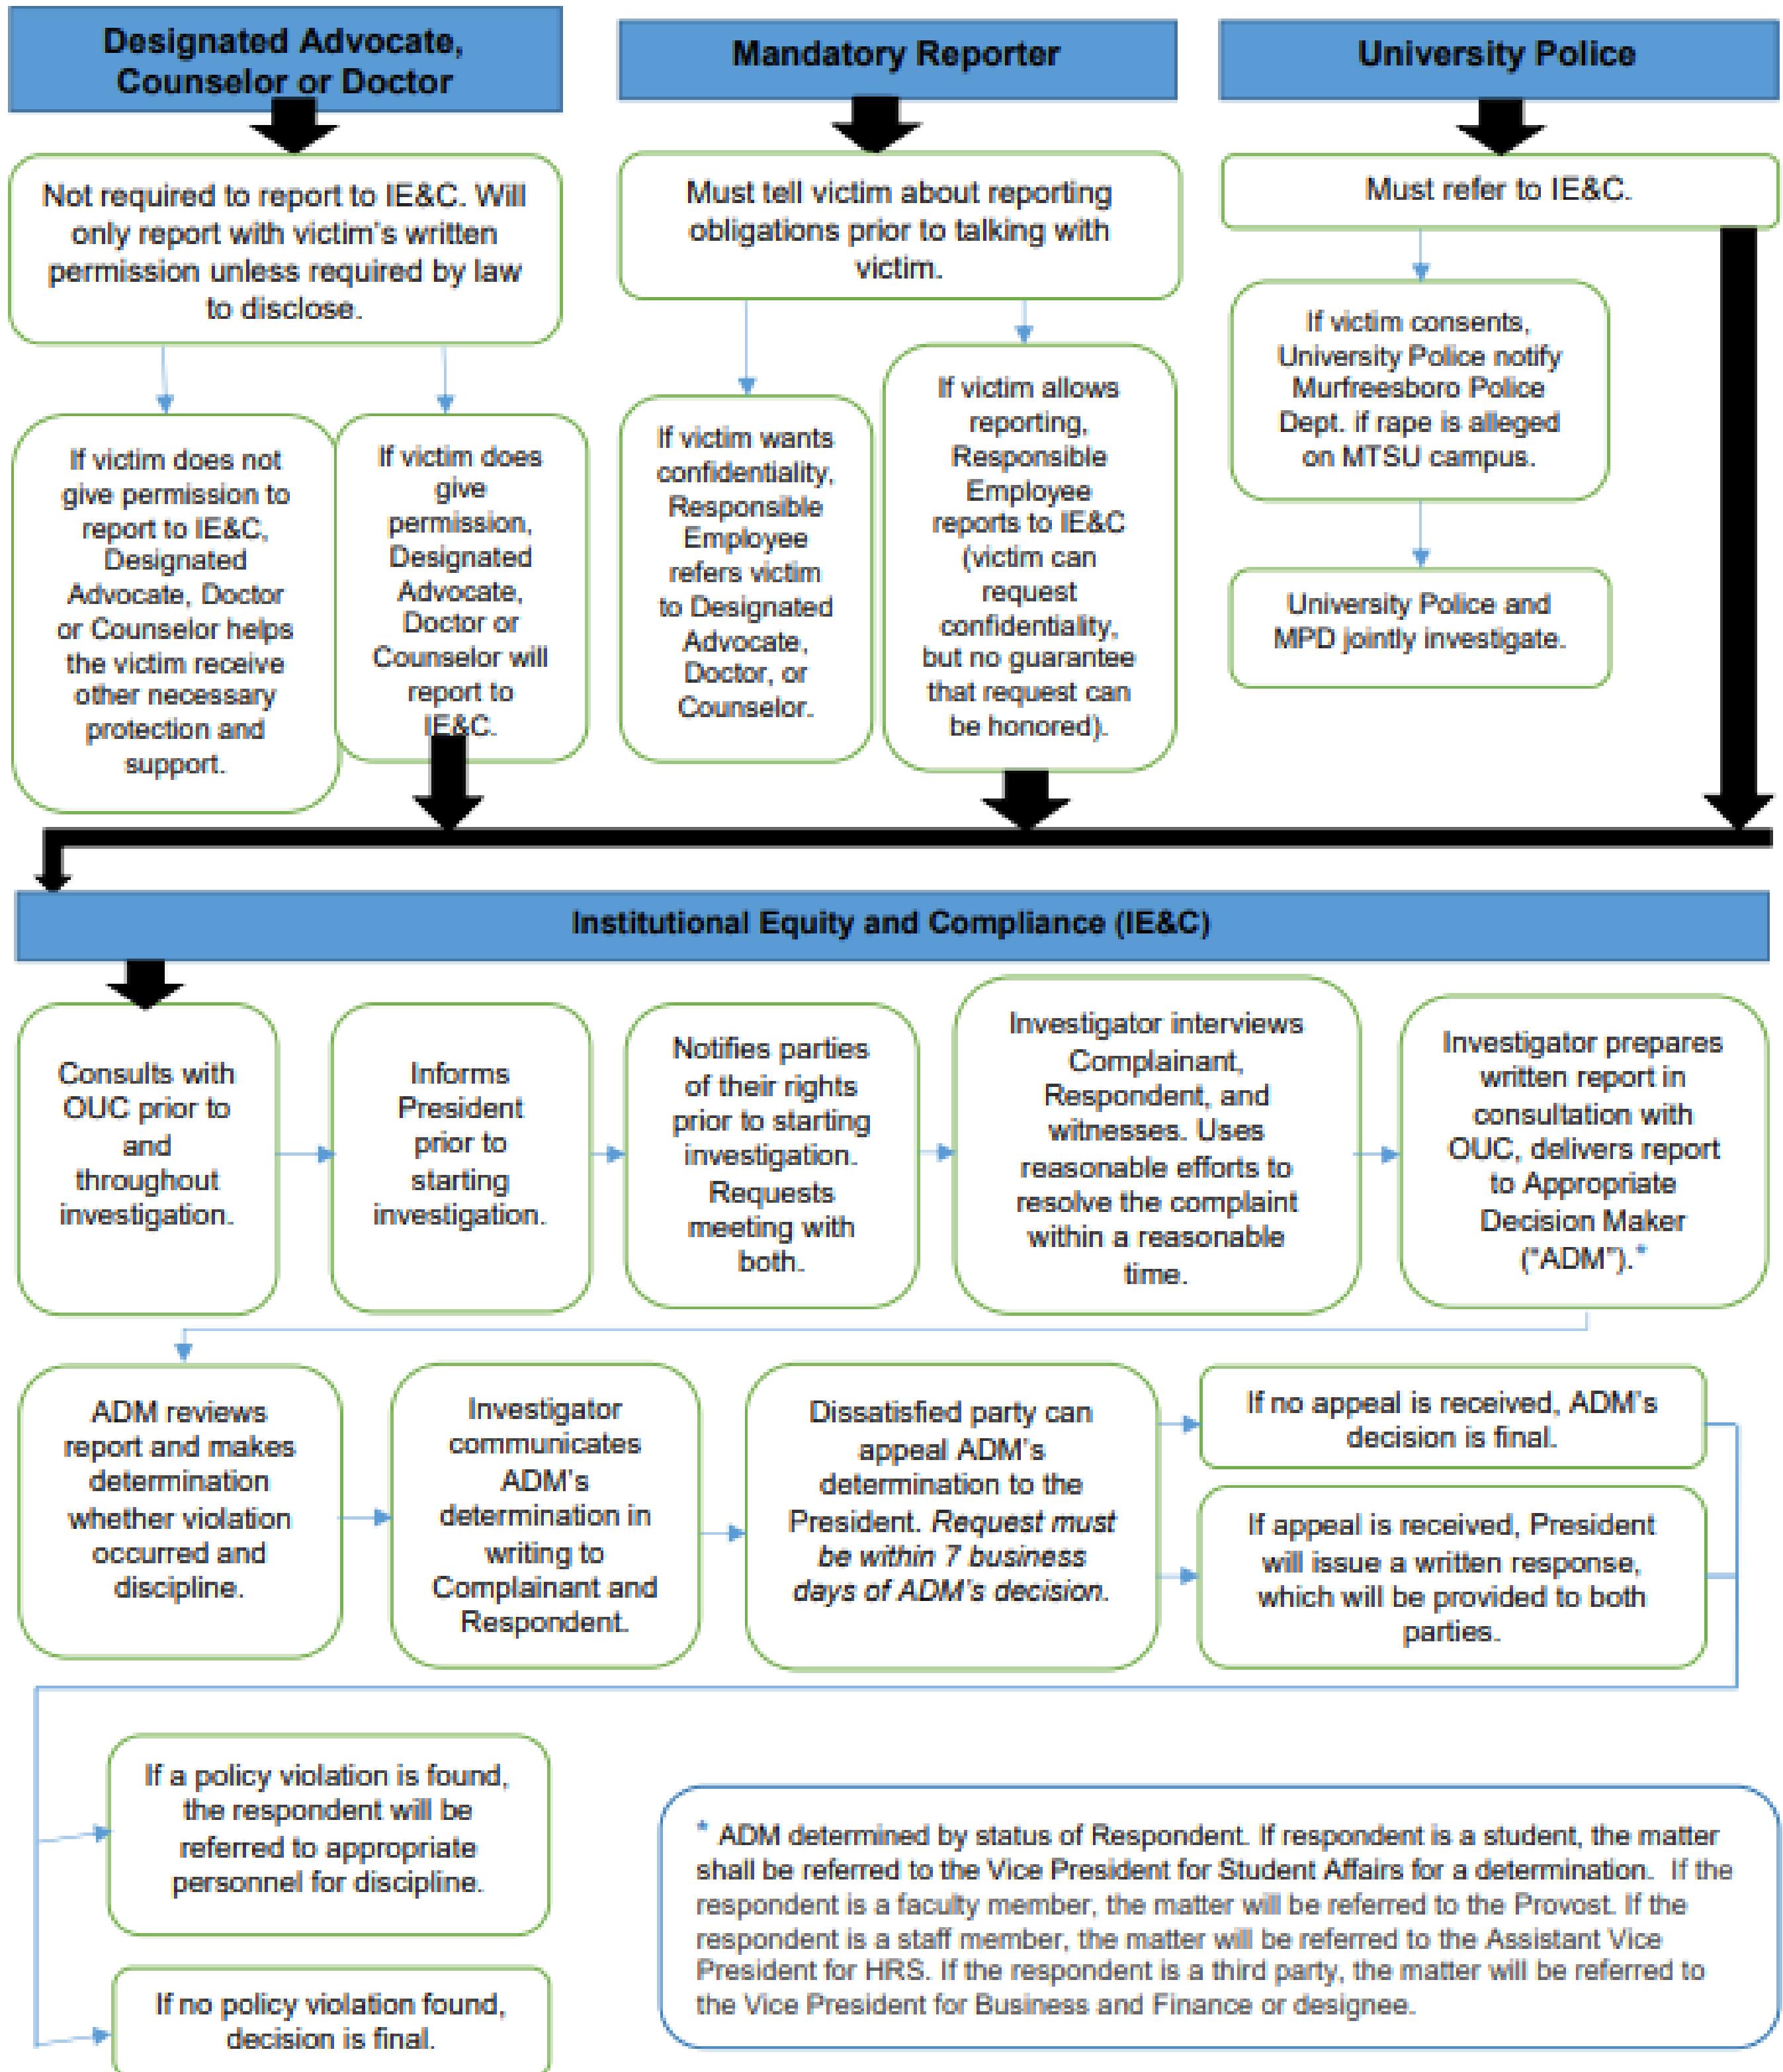 Designated Advocate,
Counselor or Doctor
Mandatory Reporter
University Police
Not required to report to IE&C. Will
only report with victim's written
permission unless required by law
to disclose.
Must tell victim about reporting
obligations prior to talking with
victim.
Must refer to IE&C.
If victim does not
give permission to
report to IE&C,
Designated
Advocate, Doctor
or Counselor helps
the victim receive
other necessary
protection and
support.
If victim does
give
permission,
Designated
Advocate,
Doctor or
Counselor will
report to
IE&C.
If victim wants
confidentiality,
Responsible
Employee
refers victim
to Designated
Advocate,
Doctor, or
Counselor.
If victim allows
reporting,
Responsible
Employee
reports to IE&C
(victim can
request
confidentiality,
but no guarantee
that request can
be honored).
If victim consents,
University Police notify
Murfreesboro Police
Dept. if rape is alleged
on MTSU campus.
University Police and
MPD jointly investigate.
Institutional Equity and Compliance (IE&C)
Consults with
OUC prior to
and
throughout
investigation.
Informs
President
prior to
starting
investigation.
Notifies parties
of their rights
prior to starting
investigation.
Requests
meeting with
both.
Investigator interviews
Complainant,
Respondent, and
witnesses. Uses
reasonable efforts to
resolve the complaint
within a reasonable
time.
Investigator prepares
written report in
consultation with
OUC, delivers report
to Appropriate
Decision Maker
("ADM").*
ADM reviews
report and makes
determination
whether violation
occurred and
discipline.
Investigator
communicates
ADM's
determination in
writing to
Complainant and
Respondent.
Dissatisfied party can
appeal ADM's
determination to the
President. Request must
be within 7 business
days of ADM's decision.
If no appeal is received, ADM's
decision is final.
If appeal is received, President
will issue a written response,
which will be provided to both
parties.
If a policy violation is found,
the respondent will be
referred to appropriate
personnel for discipline.
If no policy violation found,
decision is final.
* ADM determined by status of Respondent. If respondent is a student, the matter
shall be referred to the Vice President for Student Affairs for a determination. If the
respondent is a faculty member, the matter will be referred to the Provost. If the
respondent is a staff member, the matter will be referred to the Assistant Vice
President for HRS. If the respondent is a third party, the matter will be referred to
the Vice President for Business and Finance or designee.